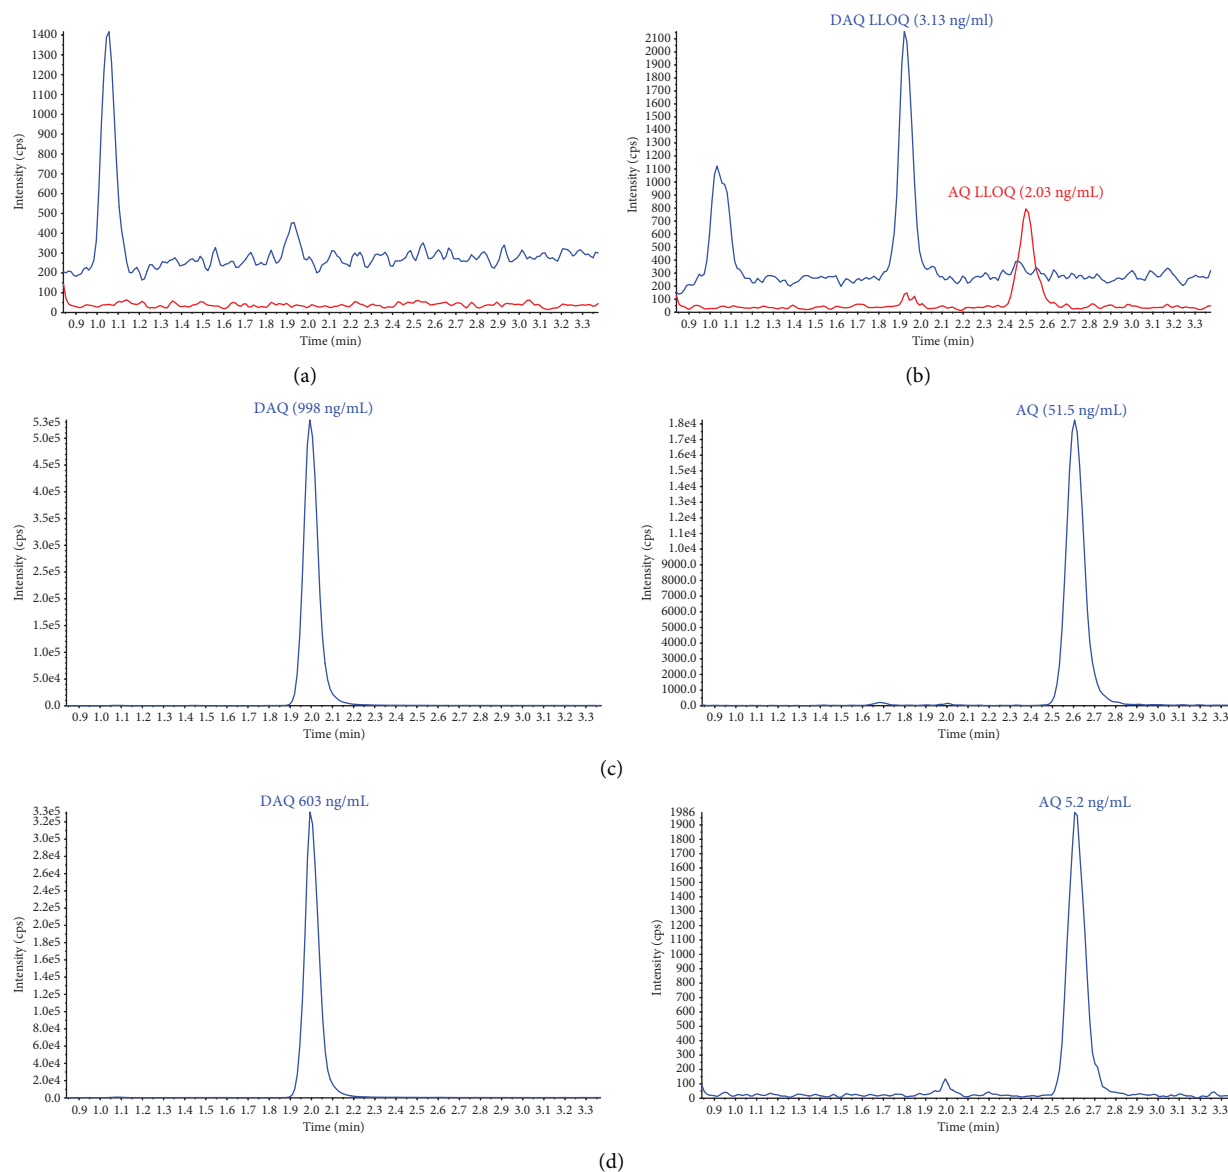 1400
1300
1200
1100
1000
900
800
700
600
500
400
300
200
100
0
Intensity (cps)
0.9 1.0 1.1 1.2 1.3 1.4 1.5 1.6 1.7 1.8 1.9 2.0 2.1 2.2 2.3 2.4 2.5 2.6 2.7 2.8 2.9 3.0 3.1 3.2 3.3
Time (min)
(a)
DAQ LLOQ (3.13 ng/ml)
AQ LLOQ (2.03 ng/mL)
2100
2000
1900
1800
1700
1600
1500
1400
1300
1200
1100
1000
900
800
700
600
500
400
300
200
100
0
Intensity (cps)
0.9 1.0 1.1 1.2 1.3 1.4 1.5 1.6 1.7 1.8 1.9 2.0 2.1 2.2 2.3 2.4 2.5 2.6 2.7 2.8 2.9 3.0 3.1 3.2 3.3
Time (min)
(b)
DAQ (998 ng/mL)
5.3e5
5.0e5
4.5e5
4.0e5
3.5e5
3.0e5
2.5e5
2.0e5
1.5e5
1.0e5
5.0e4
0.0
Intensity (cps)
0.9 1.0 1.1 1.2 1.3 1.4 1.5 1.6 1.7 1.8 1.9 2.0 2.1 2.2 2.3 2.4 2.5 2.6 2.7 2.8 2.9 3.0 3.1 3.2 3.3
Time (min)
AQ (51.5 ng/mL)
1.8e4
1.7e4
1.6e4
1.5e4
1.4e4
1.3e4
1.2e4
1.1e4
1.0e4
9000.0
8000.0
7000.0
6000.0
5000.0
4000.0
3000.0
2000.0
1000.0
0.0
Intensity (cps)
0.9 1.0 1.1 1.2 1.3 1.4 1.5 1.6 1.7 1.8 1.9 2.0 2.1 2.2 2.3 2.4 2.5 2.6 2.7 2.8 2.9 3.0 3.1 3.2 3.3
Time (min)
(c)
DAQ 603 ng/mL
3.3e5
3.2e5
3.0e5
2.8e4
2.6e4
2.4e4
2.2e4
2.0e5
1.8e5
1.6e5
1.4e5
1.2e5
1.0e5
8.0e4
6.0e4
4.0e4
2.0e4
0.0
Intensity (cps)
0.9 1.0 1.1 1.2 1.3 1.4 1.5 1.6 1.7 1.8 1.9 2.0 2.1 2.2 2.3 2.4 2.5 2.6 2.7 2.8 2.9 3.0 3.1 3.2 3.3
Time (min)
AQ 5.2 ng/mL
1986
1900
1800
1700
1600
1500
1400
1300
1200
1100
1000
900
800
700
600
500
400
300
200
100
0
Intensity (cps)
0.9 1.0 1.1 1.2 1.3 1.4 1.5 1.6 1.7 1.8 1.9 2.0 2.1 2.2 2.3 2.4 2.5 2.6 2.7 2.8 2.9 3.0 3.1 3.2 3.3
Time (min)
(d)